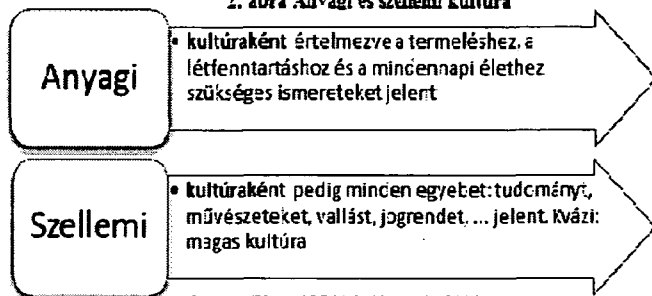 2. ábra Anyagi és szellemi kultúra
Anyagi
• kultúraként értelmezve a termeléshez, a
létfenntartáshoz és a mindennapi élethez
szükséges ismereteket jelent
Szellemi
• kultúraként pedig minden egyebet: tudományt,
művészeteket, vallást, jogrendet, ... jelent. Kvázi:
magas kultúra